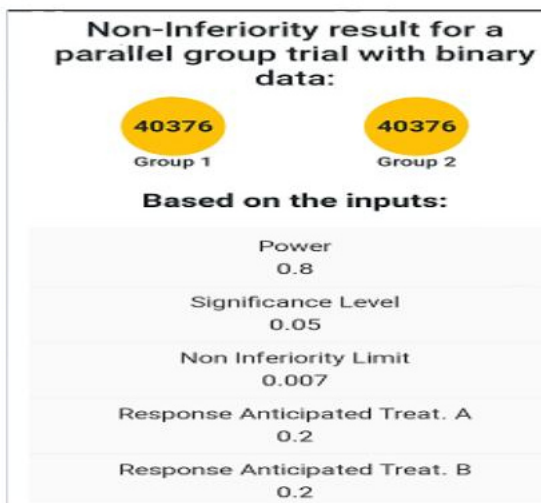 Non-Inferiority result for a
parallel group trial with binary
data:
40376 40376
Group 1 Group 2
Based on the inputs:
Power
0.8
Significance Level
0.05
Non Inferiority Limit
0.007
Response Anticipated Treat. A
0.2
Response Anticipated Treat. B
0.2